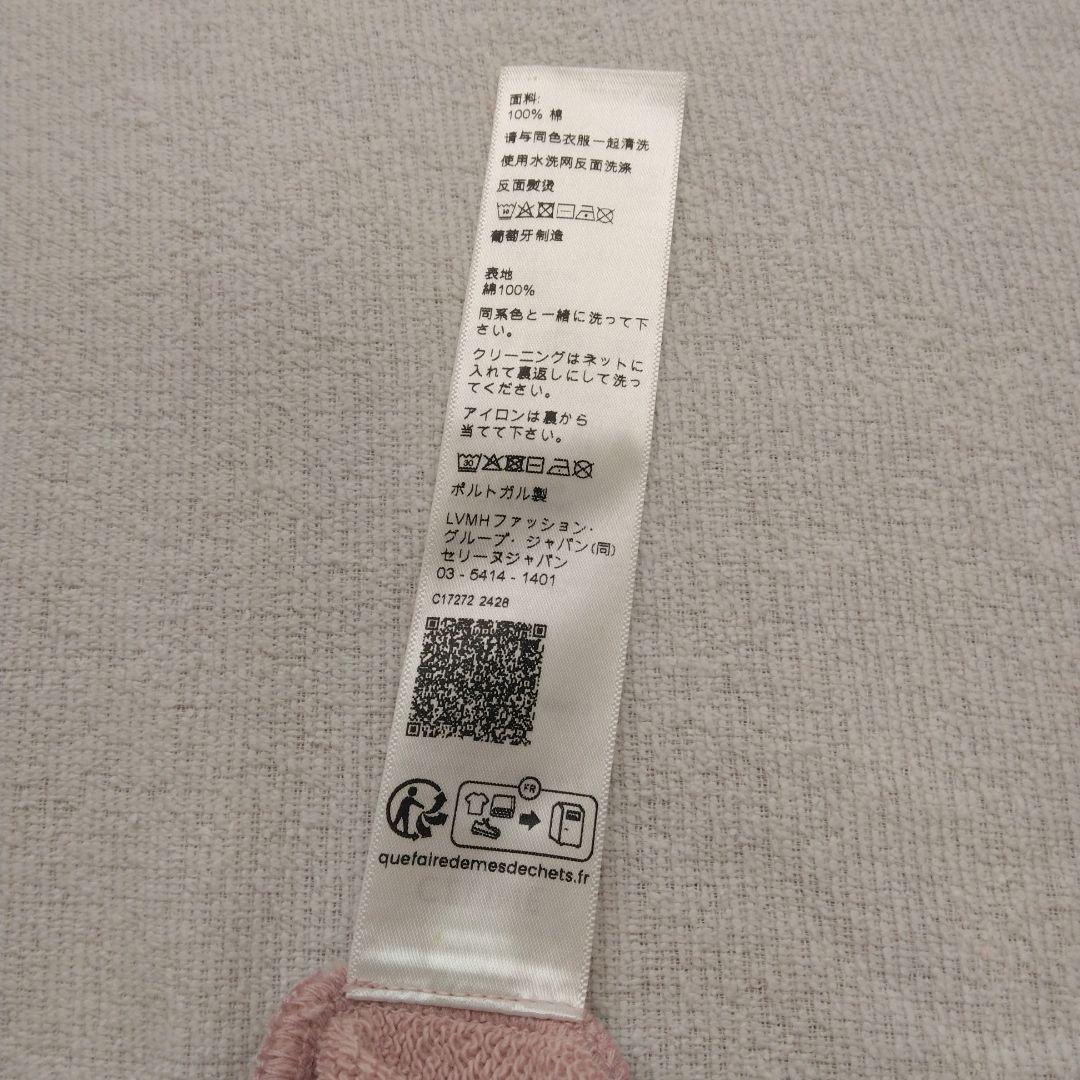 面料:
100% 棉
请与同色衣服一起清洗
使用水洗网反面洗涤
反面熨烫
30
葡萄牙制造
表地
綿100%
同系色と一緒に洗って下
さい。
クリーニングはネットに
入れて裏返しにして洗っ
てください。
アイロンは裏から
当てて下さい。
30
ポルトガル製
LVMHファッション・
グループ・ジャパン(同)
セリーヌジャパン
03 - 5414 - 1401
C17272 2428
FR
quefairedemesdechets.fr